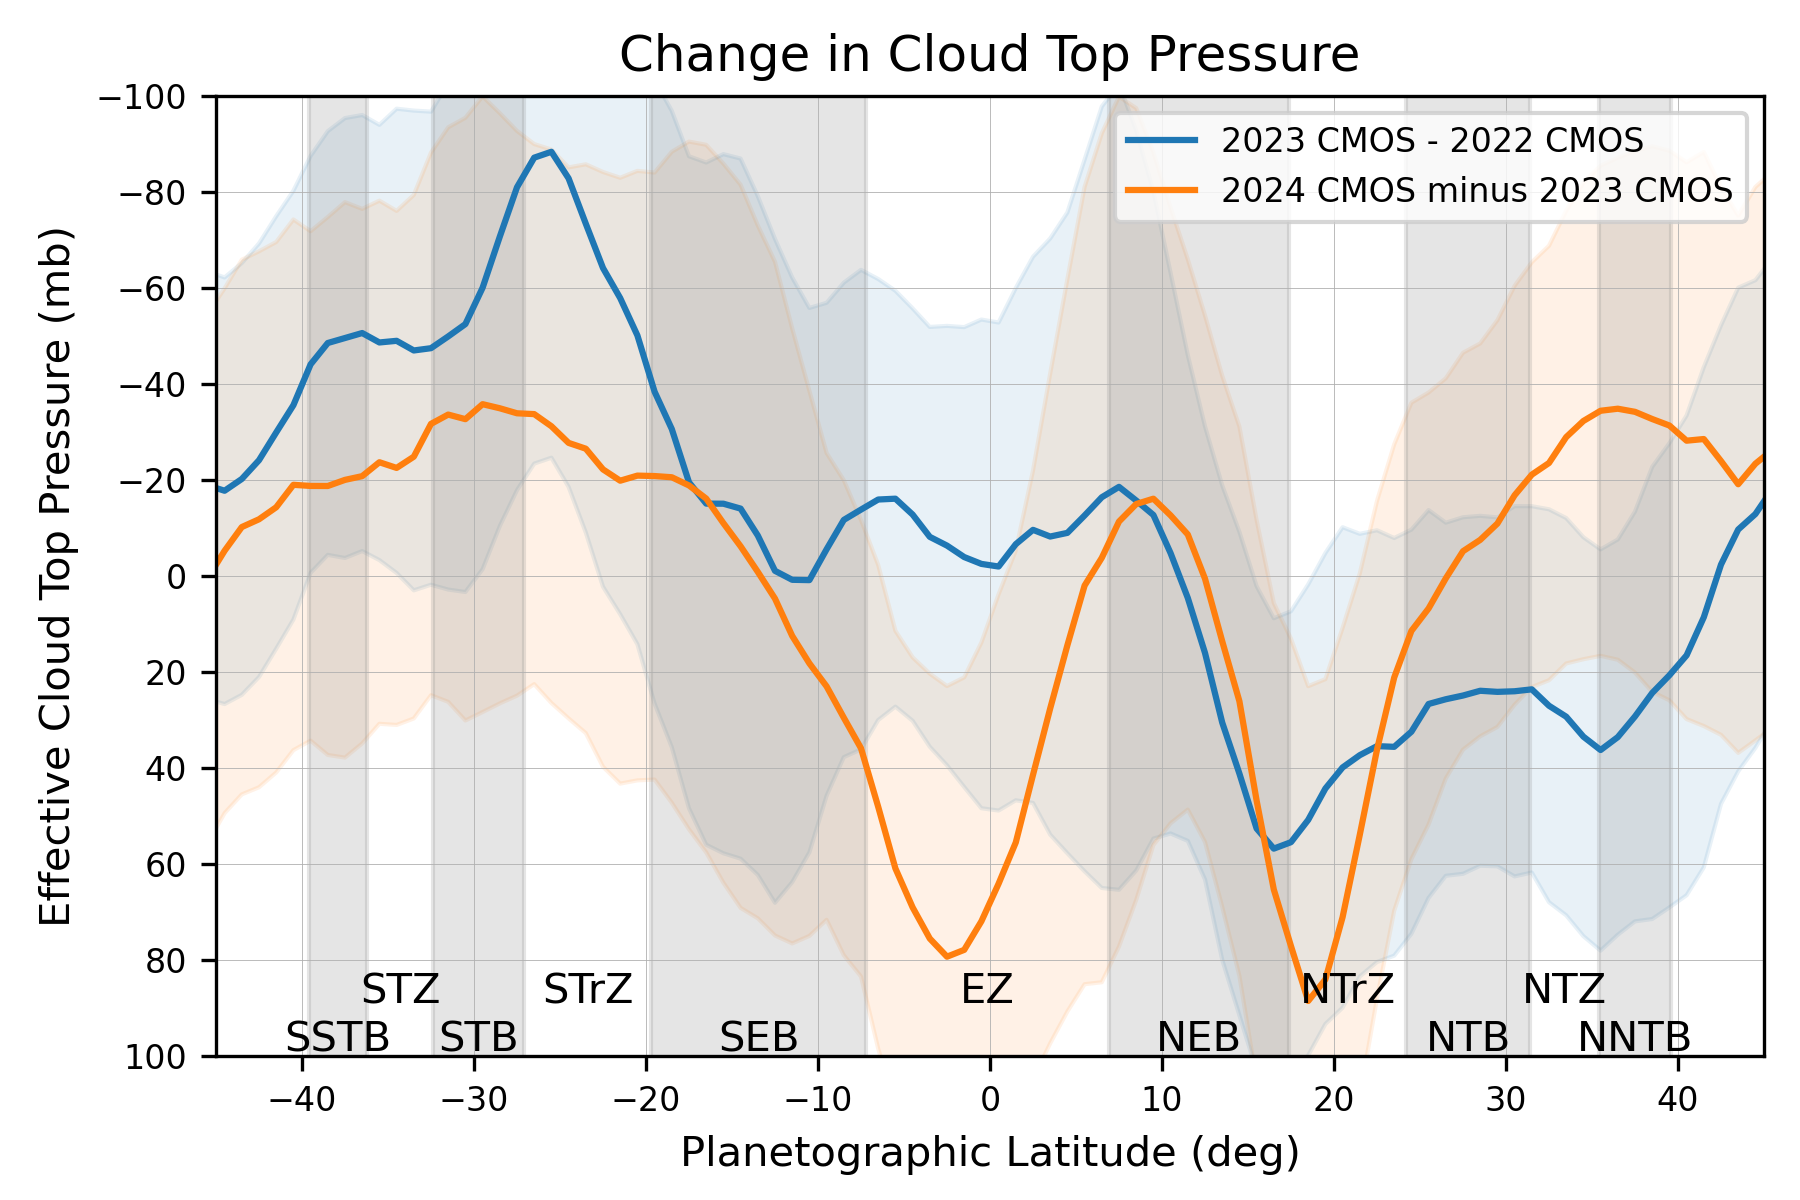 Change in Cloud Top Pressure
2023 CMOS - 2022 CMOS
2024 CMOS minus 2023 CMOS
Effective Cloud Top Pressure (mb)
−100
−80
−60
−40
−20
0
20
40
60
80
100
STZ STrZ EZ NTrZ NTZ
SSTB STB SEB NEB NTB NNTB
−40 −30 −20 −10 0 10 20 30 40
Planetographic Latitude (deg)